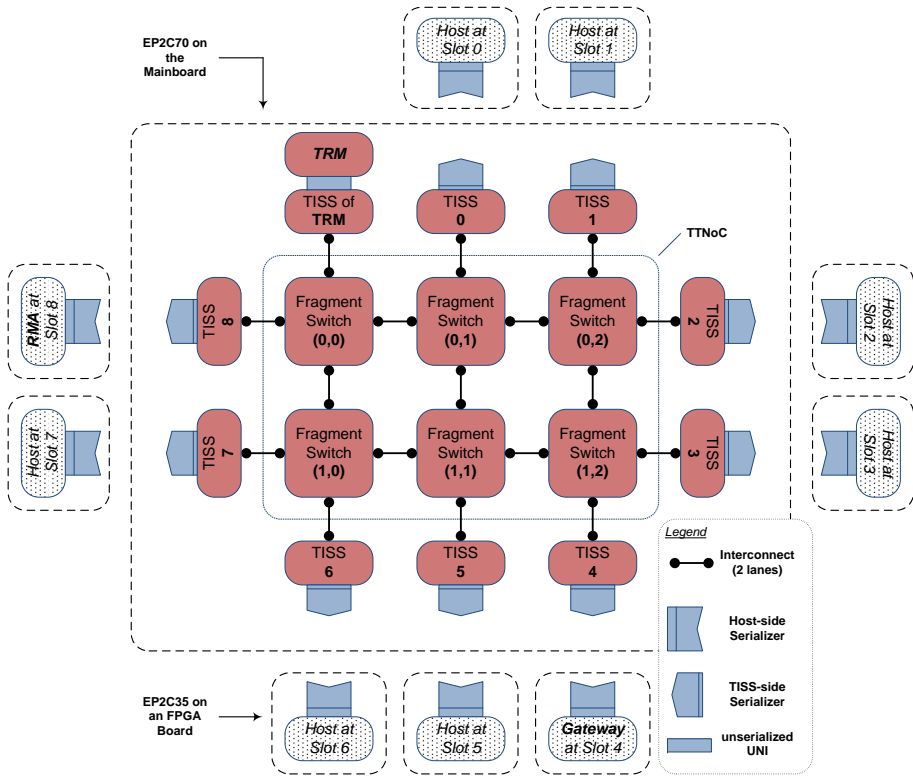 Host at
Slot 0
Host at
Slot 1
EP2C70 on
the
Mainboard
TRM
TISS of
TRM
TISS
0
TISS
1
TTNoC
RMA at
Slot 8
TISS
8
Fragment
Switch
(0,0)
Fragment
Switch
(0,1)
Fragment
Switch
(0,2)
TISS
2
Host at
Slot 2
Host at
Slot 7
TISS
7
Fragment
Switch
(1,0)
Fragment
Switch
(1,1)
Fragment
Switch
(1,2)
TISS
3
Host at
Slot 3
TISS
6
TISS
5
TISS
4
Legend
Interconnect
(2 lanes)
Host-side
Serializer
TISS-side
Serializer
unserialized
UNI
EP2C35 on
an FPGA
Board
Host at
Slot 6
Host at
Slot 5
Gateway
at Slot 4